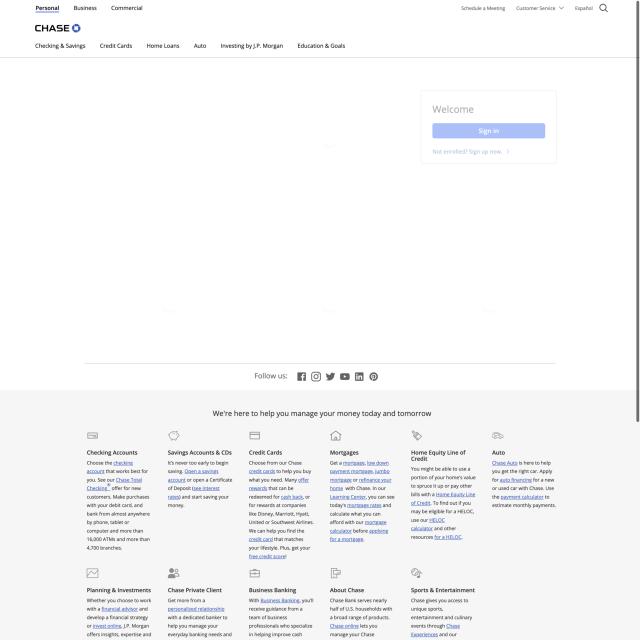 Personal Business Commercial
Schedule a Meeting Customer Service Español
CHASE
Checking & Savings Credit Cards Home Loans Auto Investing by J.P. Morgan Education & Goals
Welcome
Sign in
Not enrolled? Sign up now.
Follow us:
We're here to help you manage your money today and tomorrow
Checking Accounts
Choose the checking
account that works best for
you. See our Chase Total
Checking® offer for new
customers. Make purchases
with your debit card, and
bank from almost anywhere
by phone, tablet or
computer and more than
16,000 ATMs and more than
4,700 branches.
Savings Accounts & CDs
It's never too early to begin
saving. Open a savings
account or open a Certificate
of Deposit (see interest
rates) and start saving your
money.
Credit Cards
Choose from our Chase
credit cards to help you buy
what you need. Many offer
rewards that can be
redeemed for cash back, or
for rewards at companies
like Disney, Marriott, Hyatt,
United or Southwest Airlines.
We can help you find the
credit card that matches
your lifestyle. Plus, get your
free credit score!
Mortgages
Get a mortgage, low down
payment mortgage, jumbo
mortgage or refinance your
home with Chase. In our
Learning Center, you can see
today's mortgage rates and
calculate what you can
afford with our mortgage
calculator before applying
for a mortgage.
Home Equity Line of
Credit
You might be able to use a
portion of your home's value
to spruce it up or pay other
bills with a Home Equity Line
of Credit. To find out if you
may be eligible for a HELOC,
use our HELOC
calculator and other
resources for a HELOC.
Auto
Chase Auto is here to help
you get the right car. Apply
for auto financing for a new
or used car with Chase. Use
the payment calculator to
estimate monthly payments.
Planning & Investments
Whether you choose to work
with a financial advisor and
develop a financial strategy
or invest online, J.P. Morgan
offers insights, expertise and
Chase Private Client
Get more from a
personalized relationship
with a dedicated banker to
help you manage your
everyday banking needs and
Business Banking
With Business Banking, you'll
receive guidance from a
team of business
professionals who specialize
in helping improve cash
About Chase
Chase Bank serves nearly
half of U.S. households with
a broad range of products.
Chase online lets you
manage your Chase
Sports & Entertainment
Chase gives you access to
unique sports,
entertainment and culinary
events through Chase
Experiences and our